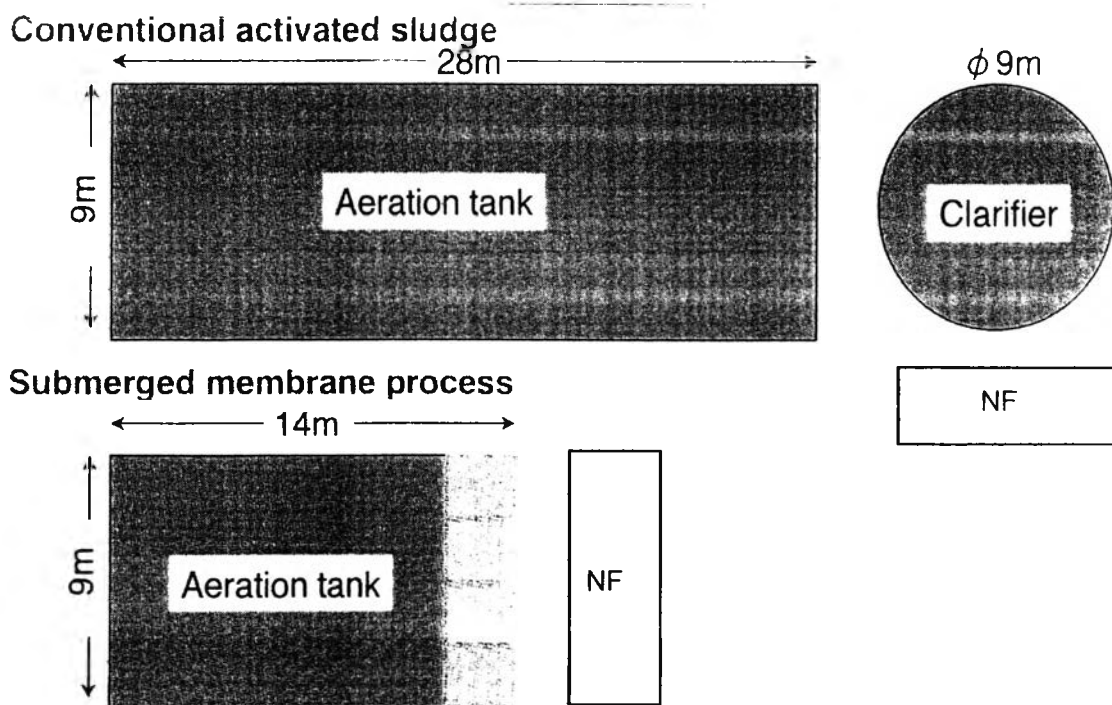 Conventional activated sludge
28m
φ 9m
9m
Aeration tank
Clarifier
Submerged membrane process
14m
NF
9m
Aeration tank
NF